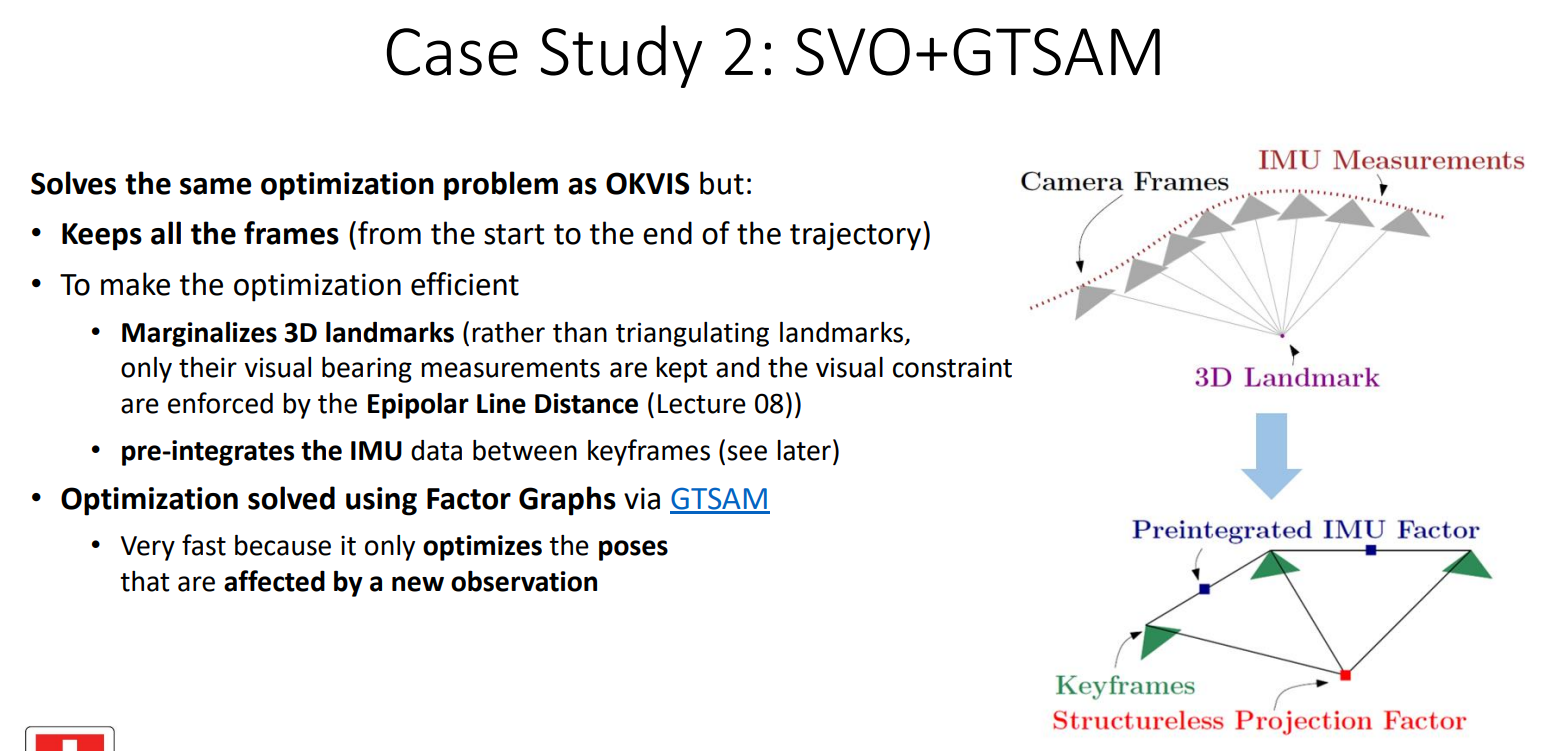 Case Study 2: SVO+GTSAM
Solves the same optimization problem as OKVIS but:
• Keeps all the frames (from the start to the end of the trajectory)
• To make the optimization efficient
• Marginalizes 3D landmarks (rather than triangulating landmarks,
only their visual bearing measurements are kept and the visual constraint
are enforced by the Epipolar Line Distance (Lecture 08))
• pre-integrates the IMU data between keyframes (see later)
• Optimization solved using Factor Graphs via GTSAM
• Very fast because it only optimizes the poses
that are affected by a new observation
IMU Measurements
Camera Frames
3D Landmark
Preintegrated IMU Factor
Keyframes
Structureless Projection Factor